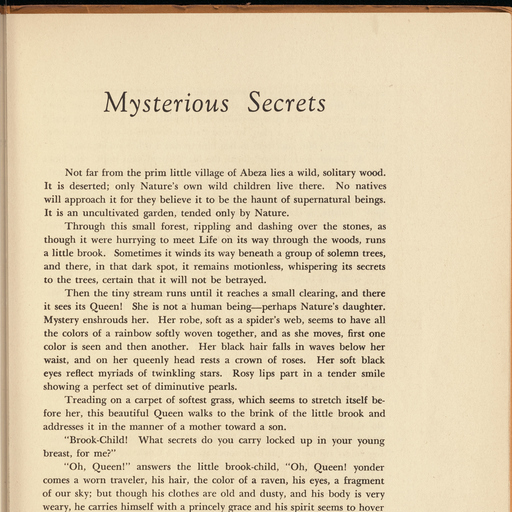 Mysterious Secrets
Not far from the prim little village of Abeza lies a wild, solitary wood.
It is deserted; only Nature's own wild children live there. No natives
will approach it for they believe it to be the haunt of supernatural beings.
It is an uncultivated garden, tended only by Nature.
Through this small forest, rippling and dashing over the stones, as
though it were hurrying to meet Life on its way through the woods, runs
a little brook. Sometimes it winds its way beneath a group of solemn trees,
and there, in that dark spot, it remains motionless, whispering its secrets
to the trees, certain that it will not be betrayed.
Then the tiny stream runs until it reaches a small clearing, and there
it sees its Queen! She is not a human being—perhaps Nature's daughter.
Mystery enshrouds her. Her robe, soft as a spider's web, seems to have all
the colors of a rainbow softly woven together, and as she moves, first one
color is seen and then another. Her black hair falls in waves below her
waist, and on her queenly head rests a crown of roses. Her soft black
eyes reflect myriads of twinkling stars. Rosy lips part in a tender smile
showing a perfect set of diminutive pearls.
Treading on a carpet of softest grass, which seems to stretch itself be-
fore her, this beautiful Queen walks to the brink of the little brook and
addresses it in the manner of a mother toward a son.
"Brook-Child! What secrets do you carry locked up in your young
breast, for me?"
"Oh, Queen!" answers the little brook-child, "Oh, Queen! yonder
comes a worn traveler, his hair, the color of a raven, his eyes, a fragment
of our sky; but though his clothes are old and dusty, and his body is very
weary, he carries himself with a princely grace and his spirit seems to hover